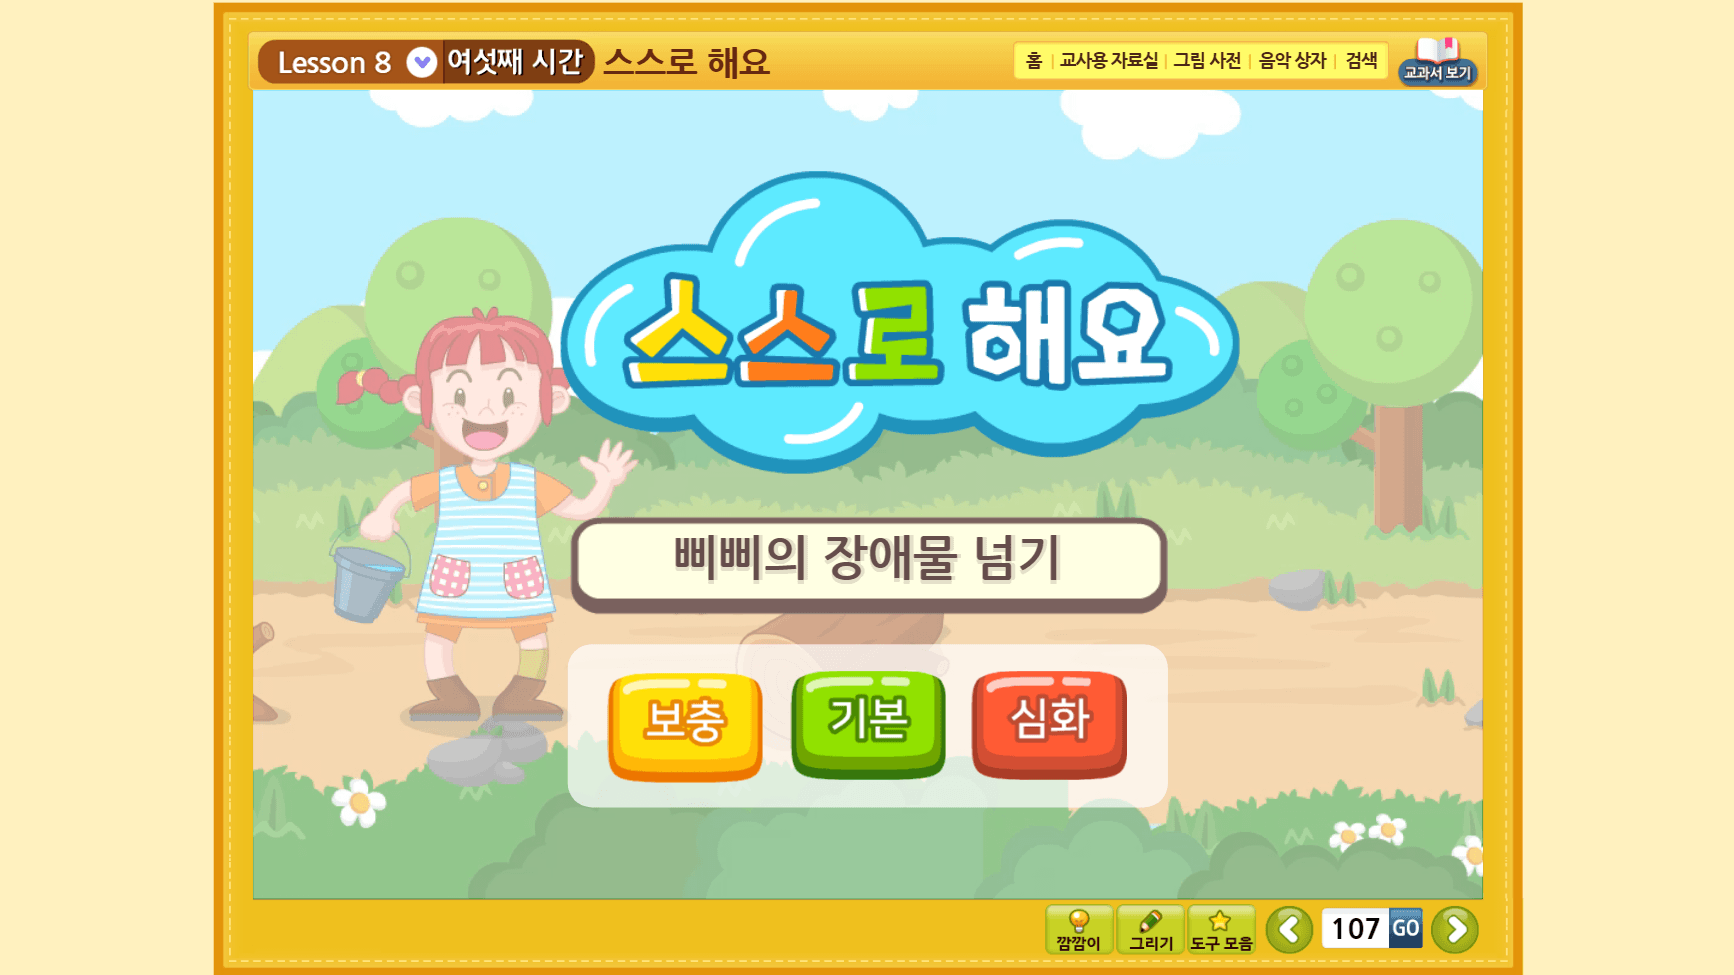 Lesson 8 여섯째 시간 스스로 해요
홈 | 교사용 자료실 | 그림 사전 | 음악 상자 | 검색
교과서 보기
스스로 해요
삐삐의 장애물 넘기
보충 기본 심화
깜깜이 그리기 도구 모음 107 GO